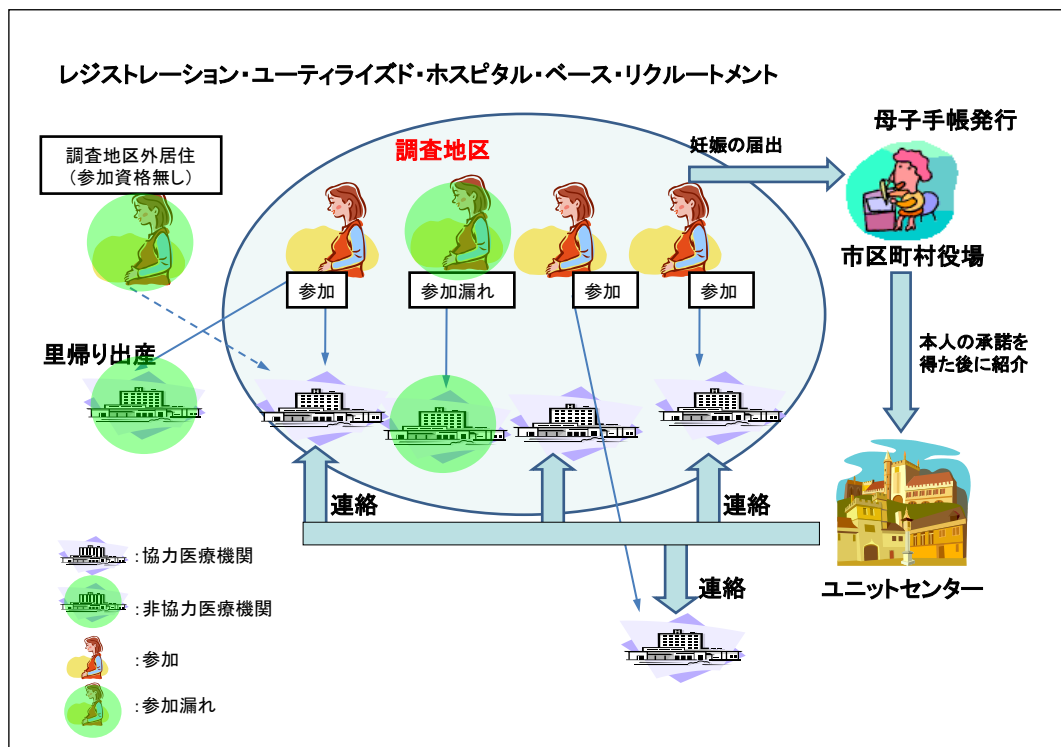 レジストレーション・ユーティライズド・ホスピタル・ベース・リクルートメント
調査地区外居住
（参加資格無し）
調査地区
妊娠の届出
母子手帳発行
市区町村役場
参加
参加漏れ
参加
参加
里帰り出産
本人の承諾を
得た後に紹介
連絡
連絡
連絡
ユニットセンター
：協力医療機関
：非協力医療機関
：参加
：参加漏れ